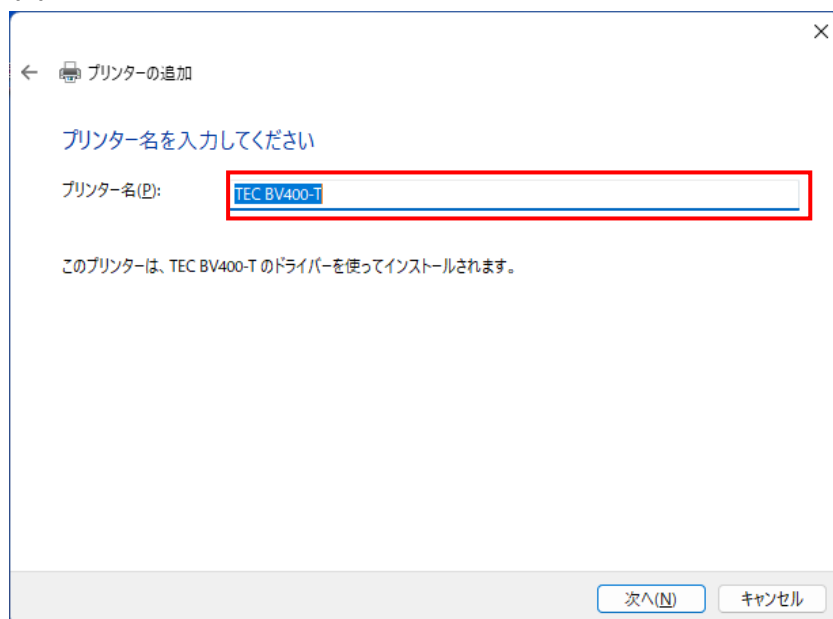 プリンターの追加
プリンター名を入力してください
プリンター名(P): TEC BV400-T
このプリンターは、TEC BV400-T のドライバーを使ってインストールされます。
次へ(N) キャンセル